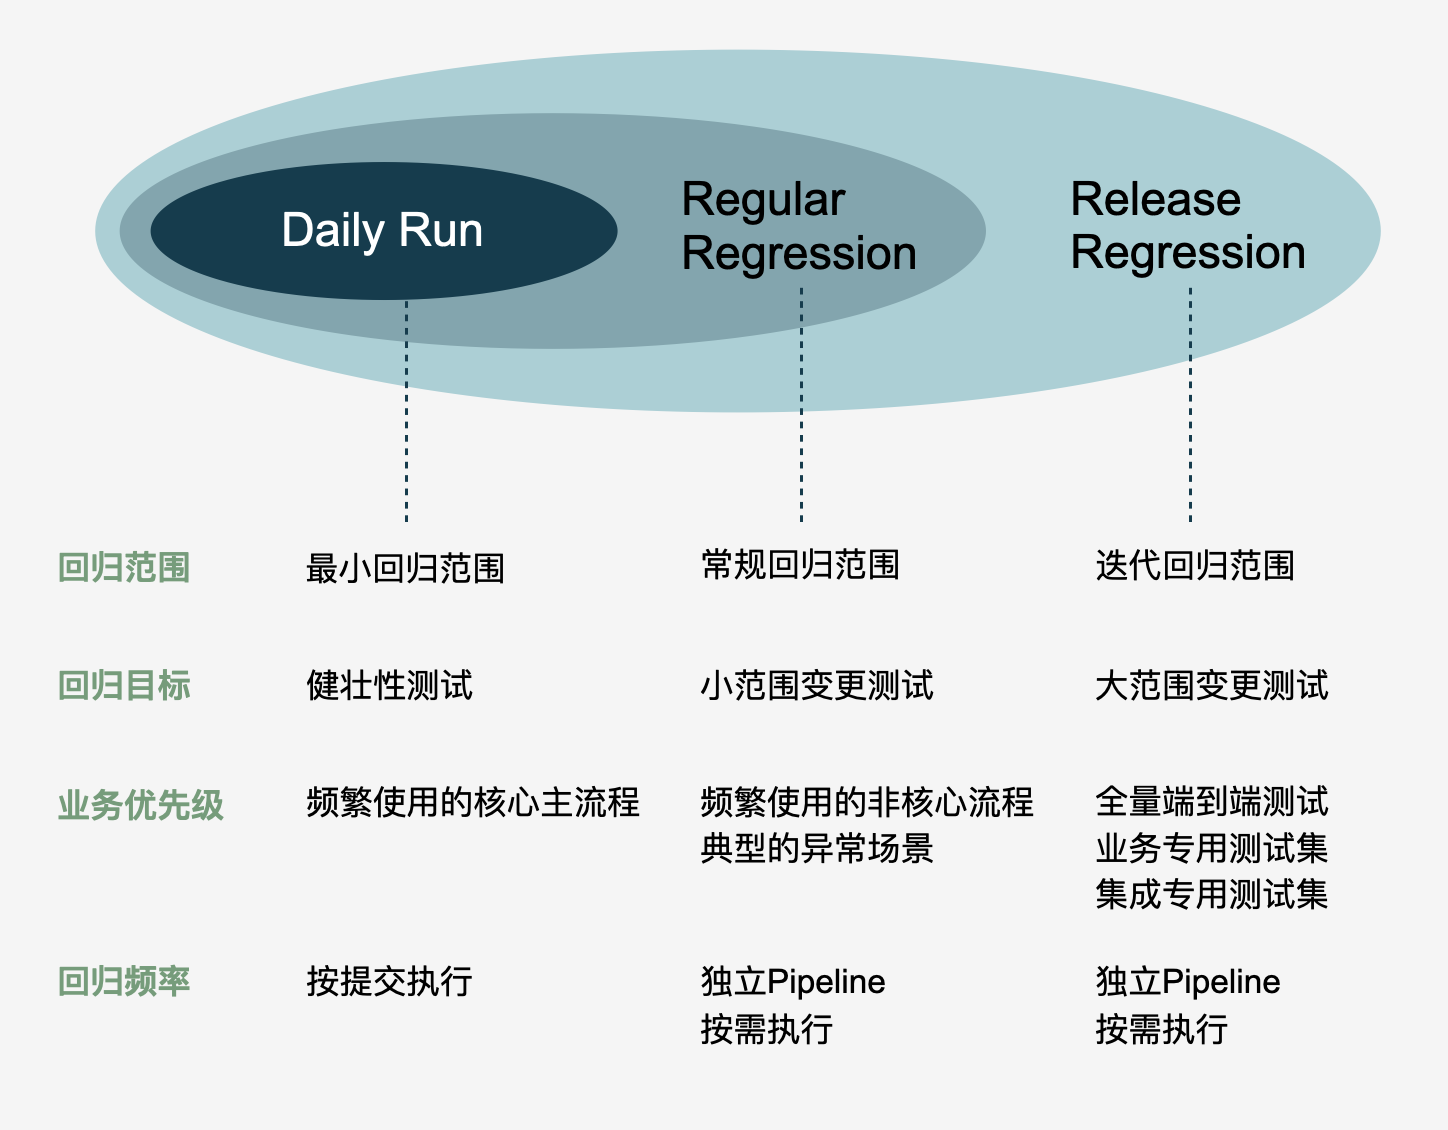 Daily Run
Regular
Regression
Release
Regression
回归范围
最小回归范围
常规回归范围
迭代回归范围
回归目标
健壮性测试
小范围变更测试
大范围变更测试
业务优先级
频繁使用的核心主流程
频繁使用的非核心流程
典型的异常场景
全量端到端测试
业务专用测试集
集成专用测试集
回归频率
按提交执行
独立Pipeline
按需执行
独立Pipeline
按需执行